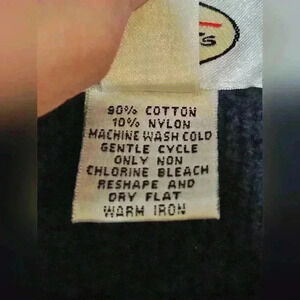 90% COTTON
10% NYLON
MACHINE WASH COLD
GENTLE CYCLE
ONLY NON
CHLORINE BLEACH
RESHAPE AND
DRY FLAT
WARM IRON